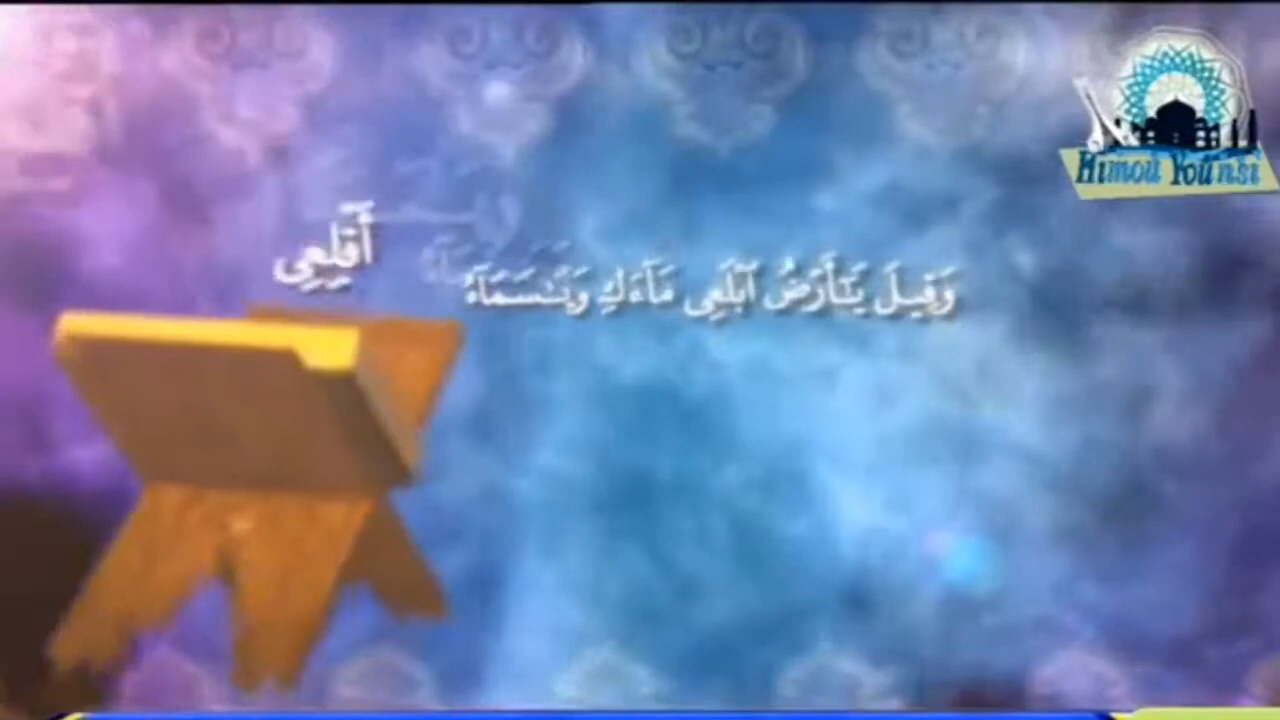 وَقِيلَ يَٰٓأَرْضُ ٱبْلَعِى مَآءَكِ وَيَٰسَمَآءُ
أَقْلِعِى
Himou Younsi